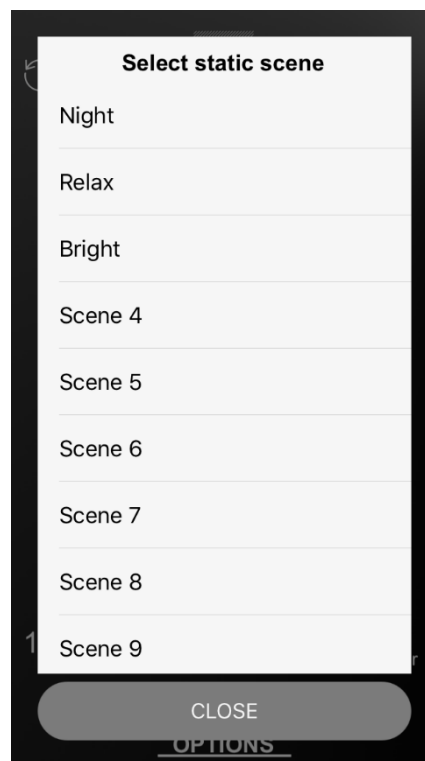 Select static scene
Night
Relax
Bright
Scene 4
Scene 5
Scene 6
Scene 7
Scene 8
Scene 9
1
r
CLOSE
OPTIONS